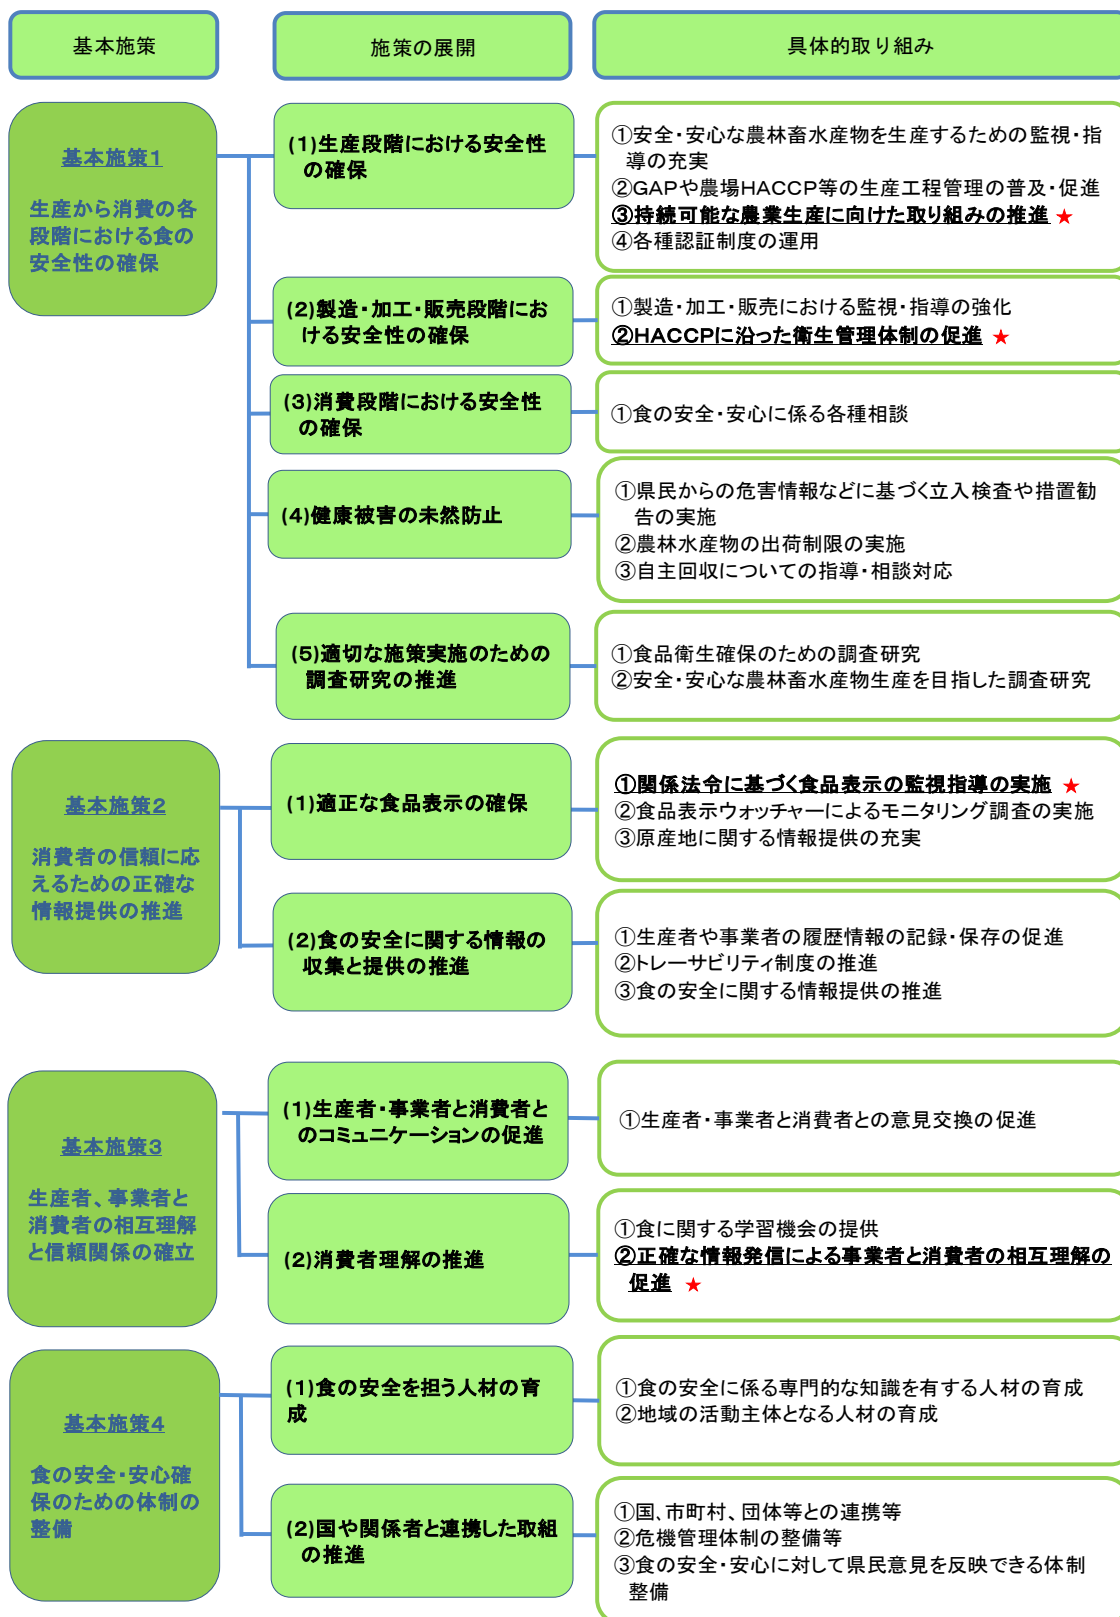 基本施策
施策の展開
具体的取り組み
基本施策1
生産から消費の各
段階における食の
安全性の確保
(1)生産段階における安全性
の確保
①安全・安心な農林畜水産物を生産するための監視・指
導の充実
②GAPや農場HACCP等の生産工程管理の普及・促進
③持続可能な農業生産に向けた取り組みの推進 ★
④各種認証制度の運用
(2)製造・加工・販売段階にお
ける安全性の確保
①製造・加工・販売における監視・指導の強化
②HACCPに沿った衛生管理体制の促進 ★
(3)消費段階における安全性
の確保
①食の安全・安心に係る各種相談
(4)健康被害の未然防止
①県民からの危害情報などに基づく立入検査や措置勧
告の実施
②農林水産物の出荷制限の実施
③自主回収についての指導・相談対応
(5)適切な施策実施のための
調査研究の推進
①食品衛生確保のための調査研究
②安全・安心な農林畜水産物生産を目指した調査研究
基本施策2
消費者の信頼に応
えるための正確な
情報提供の推進
(1)適正な食品表示の確保
①関係法令に基づく食品表示の監視指導の実施 ★
②食品表示ウォッチャーによるモニタリング調査の実施
③原産地に関する情報提供の充実
(2)食の安全に関する情報の
収集と提供の推進
①生産者や事業者の履歴情報の記録・保存の促進
②トレーサビリティ制度の推進
③食の安全に関する情報提供の推進
基本施策3
生産者、事業者と
消費者の相互理解
と信頼関係の確立
(1)生産者・事業者と消費者と
のコミュニケーションの促進
①生産者・事業者と消費者との意見交換の促進
(2)消費者理解の推進
①食に関する学習機会の提供
②正確な情報発信による事業者と消費者の相互理解の
促進 ★
基本施策4
食の安全・安心確
保のための体制の
整備
(1)食の安全を担う人材の育
成
①食の安全に係る専門的な知識を有する人材の育成
②地域の活動主体となる人材の育成
(2)国や関係者と連携した取組
の推進
①国、市町村、団体等との連携等
②危機管理体制の整備等
③食の安全・安心に対して県民意見を反映できる体制
整備